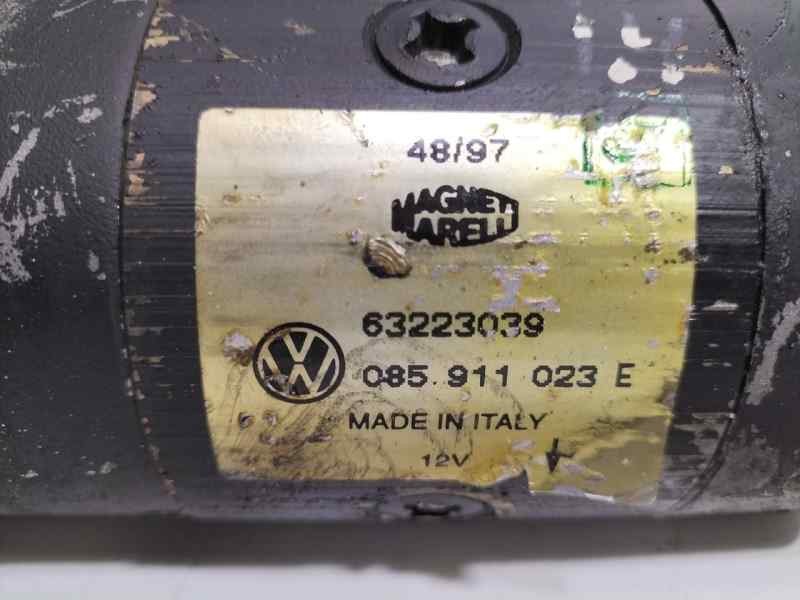 48/97
MAGNETI
MARELLI
63223039
085 911 023 E
MADE IN ITALY
12V